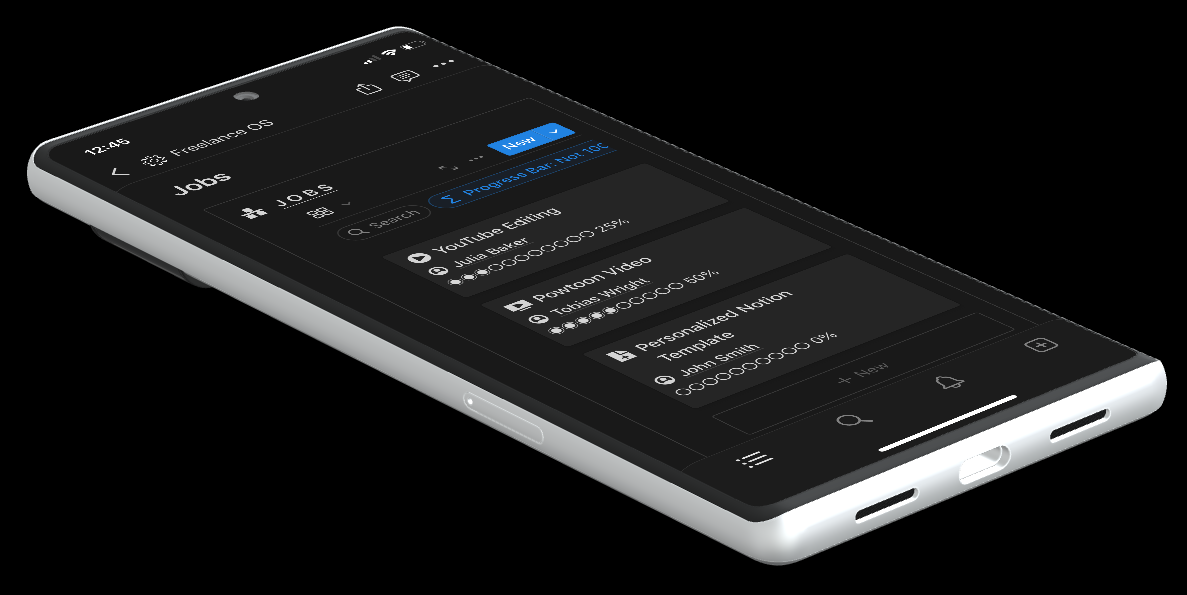 12:45
Freelance OS
Jobs
JOBS
New
Search
Progress Bar: Not 100
YouTube Editing
Julia Baker
◉◉◉○○○○○○○ 25%
Powtoon Video
Tobias Wright
◉◉◉◉◉○○○○○ 50%
Personalized Notion
Template
John Smith
○○○○○○○○○○ 0%
+ New